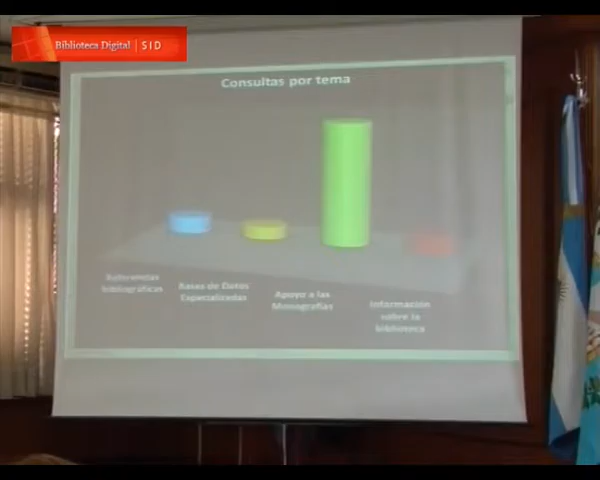 Biblioteca Digital | SID
Consultas por tema
Referencias
bibliográficas
Bases de Datos
Especializadas
Apoyo a las
Monografías
Información
sobre la
biblioteca